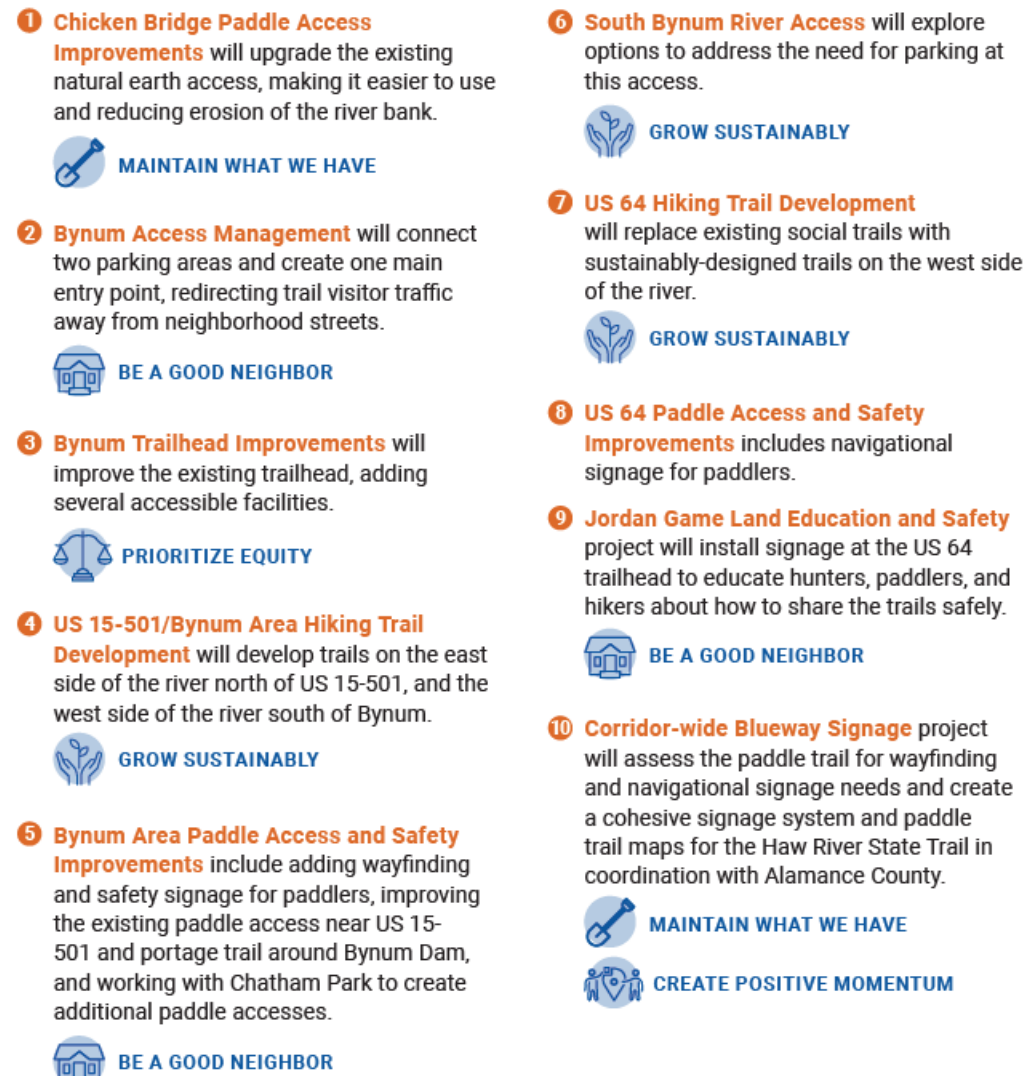 1 Chicken Bridge Paddle Access
Improvements will upgrade the existing
natural earth access, making it easier to use
and reducing erosion of the river bank.
MAINTAIN WHAT WE HAVE
2 Bynum Access Management will connect
two parking areas and create one main
entry point, redirecting trail visitor traffic
away from neighborhood streets.
BE A GOOD NEIGHBOR
3 Bynum Trailhead Improvements will
improve the existing trailhead, adding
several accessible facilities.
PRIORITIZE EQUITY
4 US 15-501/Bynum Area Hiking Trail
Development will develop trails on the east
side of the river north of US 15-501, and the
west side of the river south of Bynum.
GROW SUSTAINABLY
5 Bynum Area Paddle Access and Safety
Improvements include adding wayfinding
and safety signage for paddlers, improving
the existing paddle access near US 15-
501 and portage trail around Bynum Dam,
and working with Chatham Park to create
additional paddle accesses.
BE A GOOD NEIGHBOR
6 South Bynum River Access will explore
options to address the need for parking at
this access.
GROW SUSTAINABLY
7 US 64 Hiking Trail Development
will replace existing social trails with
sustainably-designed trails on the west side
of the river.
GROW SUSTAINABLY
8 US 64 Paddle Access and Safety
Improvements includes navigational
signage for paddlers.
9 Jordan Game Land Education and Safety
project will install signage at the US 64
trailhead to educate hunters, paddlers, and
hikers about how to share the trails safely.
BE A GOOD NEIGHBOR
10 Corridor-wide Blueway Signage project
will assess the paddle trail for wayfinding
and navigational signage needs and create
a cohesive signage system and paddle
trail maps for the Haw River State Trail in
coordination with Alamance County.
MAINTAIN WHAT WE HAVE
CREATE POSITIVE MOMENTUM